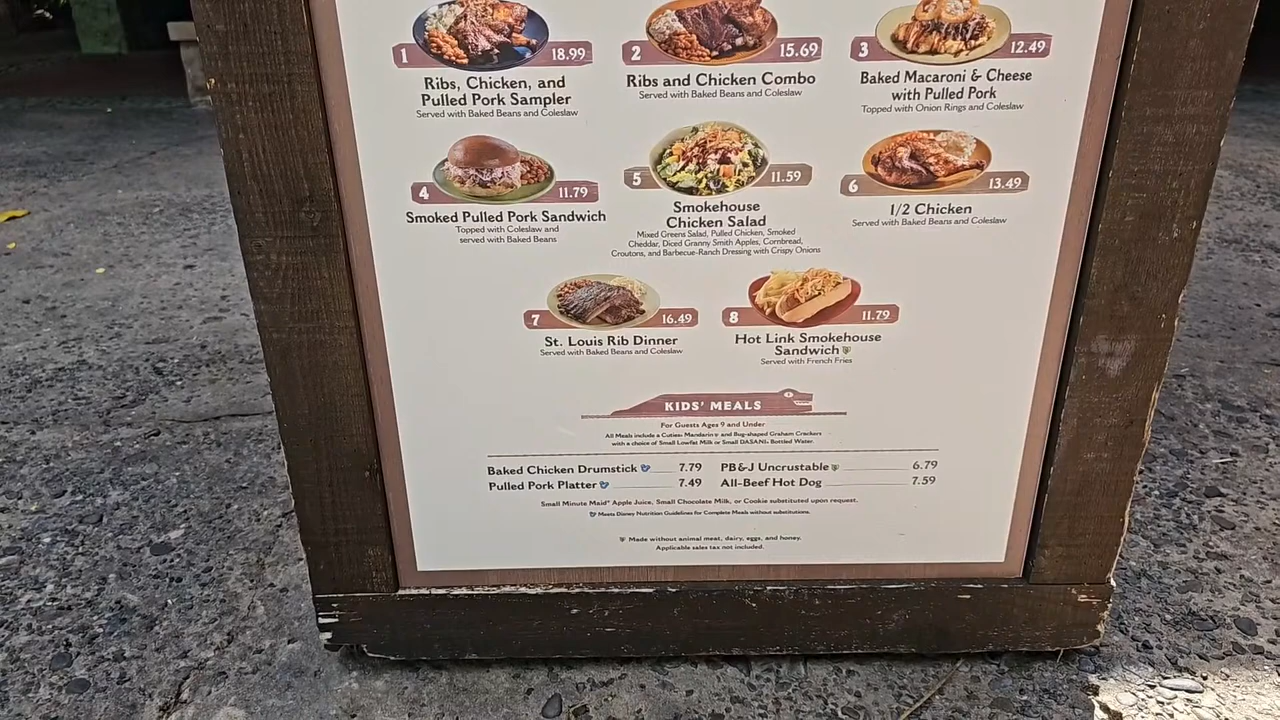 1 18.99
Ribs, Chicken, and
Pulled Pork Sampler
Served with Baked Beans and Coleslaw
2 15.69
Ribs and Chicken Combo
Served with Baked Beans and Coleslaw
3 12.49
Baked Macaroni & Cheese
with Pulled Pork
Topped with Onion Rings and Coleslaw
4 11.79
Smoked Pulled Pork Sandwich
Topped with Coleslaw and
served with Baked Beans
5 11.59
Smokehouse
Chicken Salad
Mixed Greens Salad, Pulled Chicken, Smoked
Cheddar, Diced Granny Smith Apples, Cornbread,
Croutons, and Barbecue-Ranch Dressing with Crispy Onions
6 13.49
1/2 Chicken
Served with Baked Beans and Coleslaw
7 16.49
St. Louis Rib Dinner
Served with Baked Beans and Coleslaw
8 11.79
Hot Link Smokehouse
Sandwich
Served with French Fries
KIDS' MEALS
For Guests Ages 9 and Under
All Meals include a Cuties® Mandarin and Bug-shaped Graham Crackers
with a choice of Small Lowfat Milk or Small DASANI® Bottled Water.
Baked Chicken Drumstick 7.79
Pulled Pork Platter 7.49
PB&J Uncrustable 6.79
All-Beef Hot Dog 7.59
Small Minute Maid® Apple Juice, Small Chocolate Milk, or Cookie substituted upon request.
Meets Disney Nutrition Guidelines for Complete Meals without substitutions.
Made without animal meat, dairy, eggs, and honey.
Applicable sales tax not included.